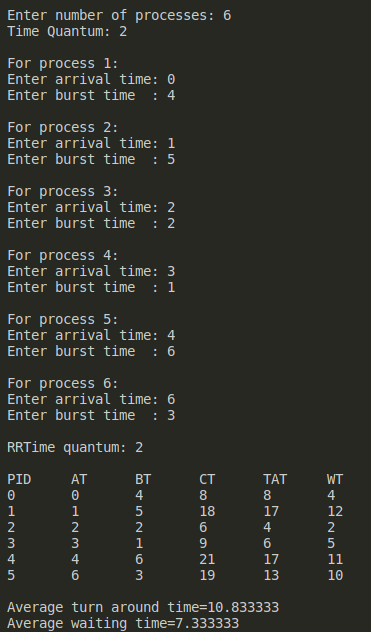 Enter number of processes: 6
Time Quantum: 2
For process 1:
Enter arrival time: 0
Enter burst time  : 4
For process 2:
Enter arrival time: 1
Enter burst time  : 5
For process 3:
Enter arrival time: 2
Enter burst time  : 2
For process 4:
Enter arrival time: 3
Enter burst time  : 1
For process 5:
Enter arrival time: 4
Enter burst time  : 6
For process 6:
Enter arrival time: 6
Enter burst time  : 3
RRTime quantum: 2
PID     AT      BT      CT      TAT     WT
0       0       4       8       8       4
1       1       5       18      17      12
2       2       2       6       4       2
3       3       1       9       6       5
4       4       6       21      17      11
5       6       3       19      13      10
Average turn around time=10.833333
Average waiting time=7.333333